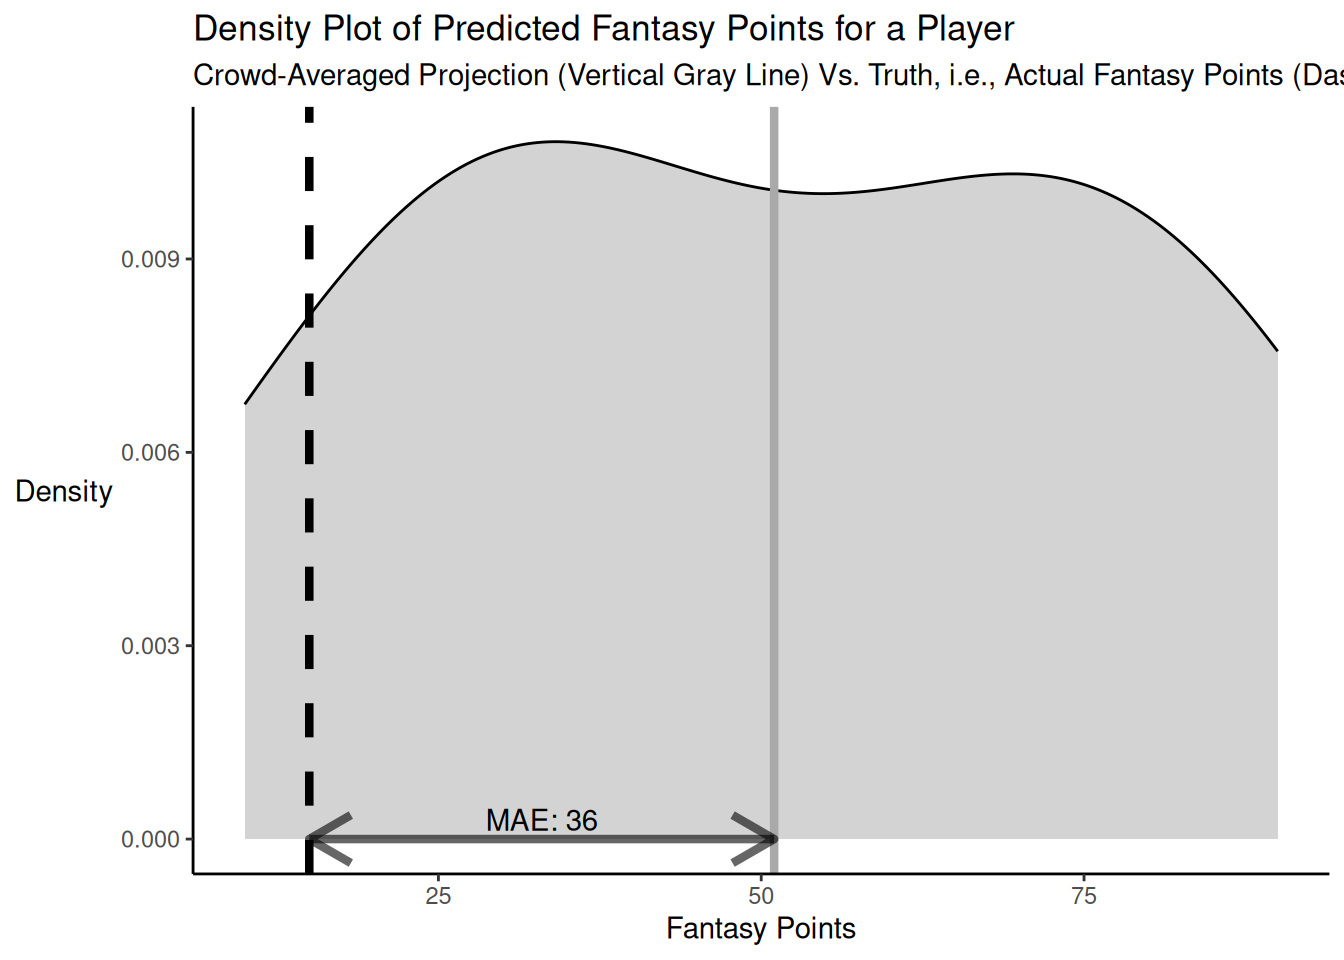 Density Plot of Predicted Fantasy Points for a Player
Crowd-Averaged Projection (Vertical Gray Line) Vs. Truth, i.e., Actual Fantasy Points (Das
0.009
0.006
Density
0.003
MAE: 36
0.000
25 50 75
Fantasy Points